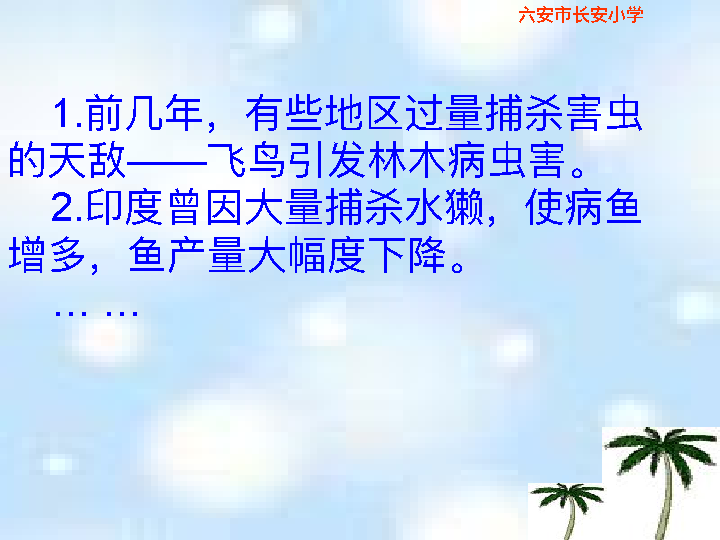 六安市长安小学
1.前几年，有些地区过量捕杀害虫
的天敌——飞鸟引发林木病虫害。
2.印度曾因大量捕杀水獭，使病鱼
增多，鱼产量大幅度下降。
… …